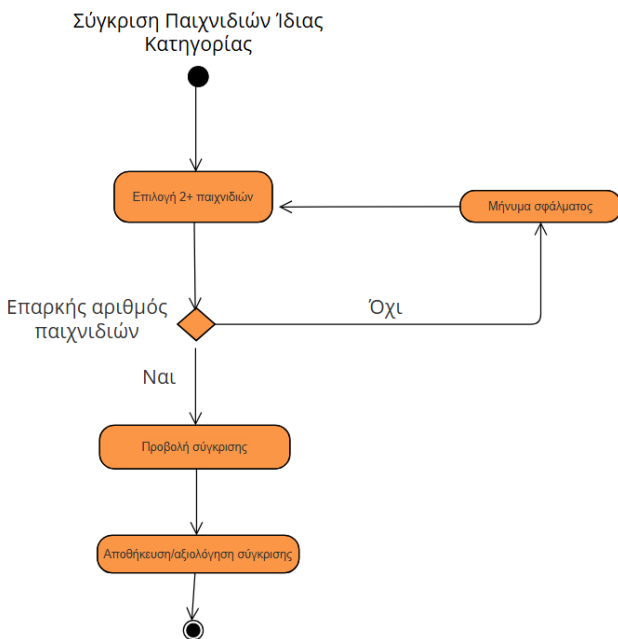 Σύγκριση Παιχνιδιών Ίδιας
Κατηγορίας
Επιλογή 2+ παιχνιδιών
Μήνυμα σφάλματος
Επαρκής αριθμός
παιχνιδιών
Όχι
Ναι
Προβολή σύγκρισης
Αποθήκευση/αξιολόγηση σύγκρισης